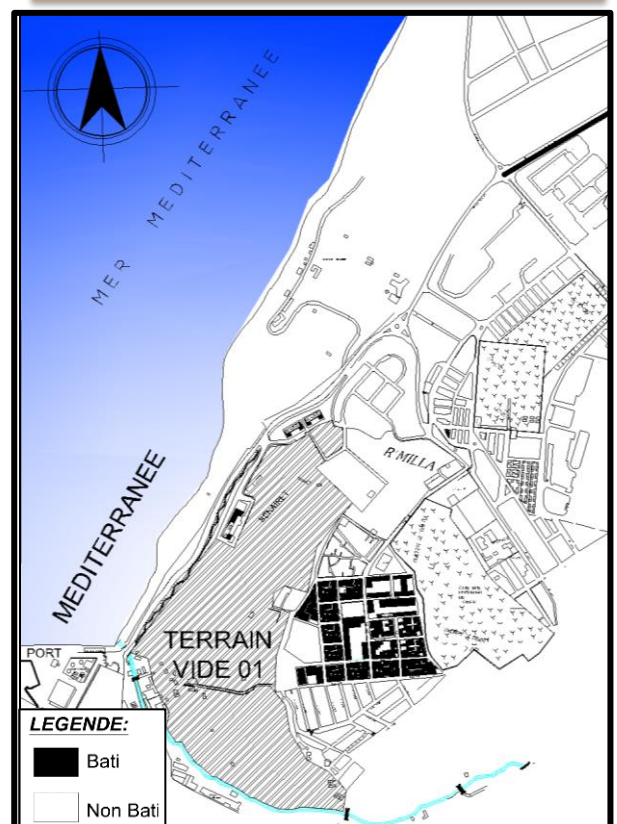 MER MEDITERRANEE
R MILLA
MEDITERRANEE
TERRAIN
VIDE 01
PORT
LEGENDE:
Bati
Non Bati